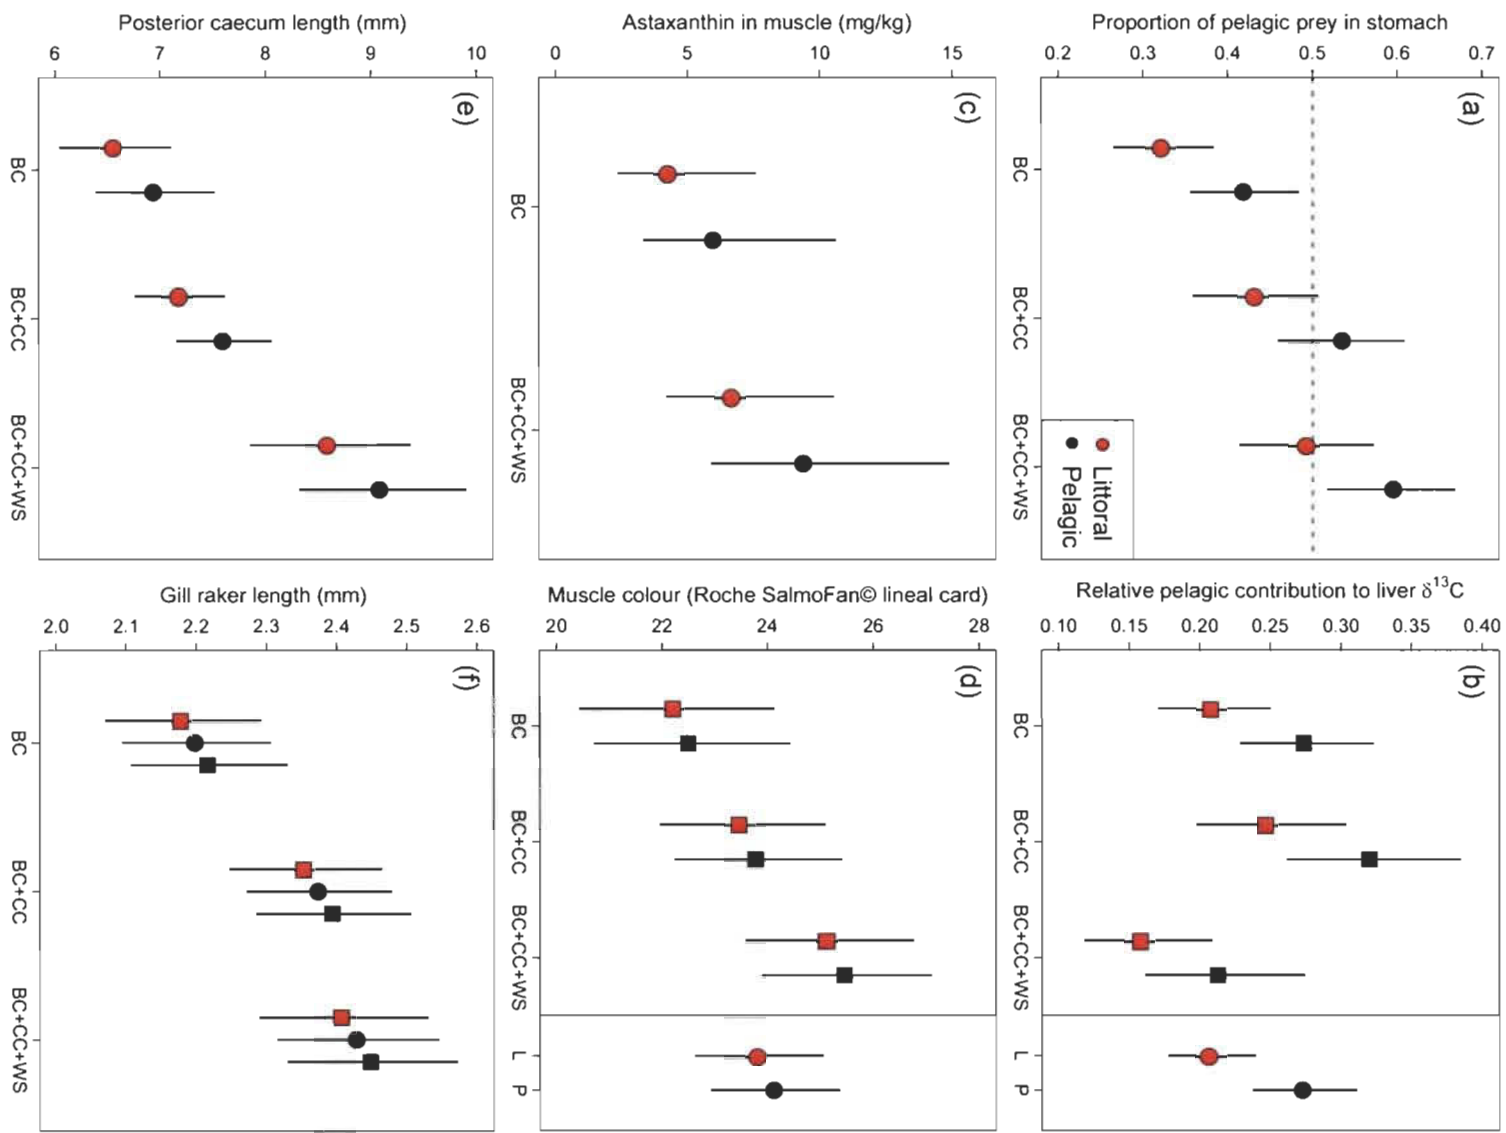 Posterior caecum length (mm)
6 7 8 9 10
(e)
BC
BC+CC
BC+CC+WS
Astaxanthin in muscle (mg/kg)
0 5 10 15
(c)
BC
BC+CC+WS
Proportion of pelagic prey in stomach
0.2 0.3 0.4 0.5 0.6 0.7
(a)
BC
BC+CC
BC+CC+WS
Littoral
Pelagic
Gill raker length (mm)
2.0 2.1 2.2 2.3 2.4 2.5 2.6
(f)
BC
BC+CC
BC+CC+WS
Muscle colour (Roche SalmoFan© lineal card)
20 22 24 26 28
(d)
BC
BC+CC
BC+CC+WS
L
P
Relative pelagic contribution to liver δ¹³C
0.10 0.15 0.20 0.25 0.30 0.35 0.40
(b)
BC
BC+CC
BC+CC+WS
L
P